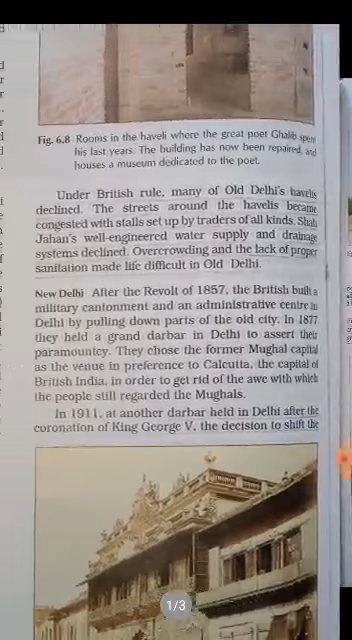 Fig. 6.8 Rooms in the haveli where the great poet Ghalib spent
his last years. The building has now been repaired, and
houses a museum dedicated to the poet.
Under British rule, many of Old Delhi's havelis
declined. The streets around the havelis became
congested with stalls set up by traders of all kinds. Shah
Jahan's well-engineered water supply and drainage
systems declined. Overcrowding and the lack of proper
sanitation made life difficult in Old Delhi.
New Delhi After the Revolt of 1857, the British built a
military cantonment and an administrative centre in
Delhi by pulling down parts of the old city. In 1877
they held a grand darbar in Delhi to assert their
paramountcy. They chose the former Mughal capital
as the venue in preference to Calcutta, the capital of
British India, in order to get rid of the awe with which
the people still regarded the Mughals.
In 1911, at another darbar held in Delhi after the
coronation of King George V, the decision to shift the
1/3